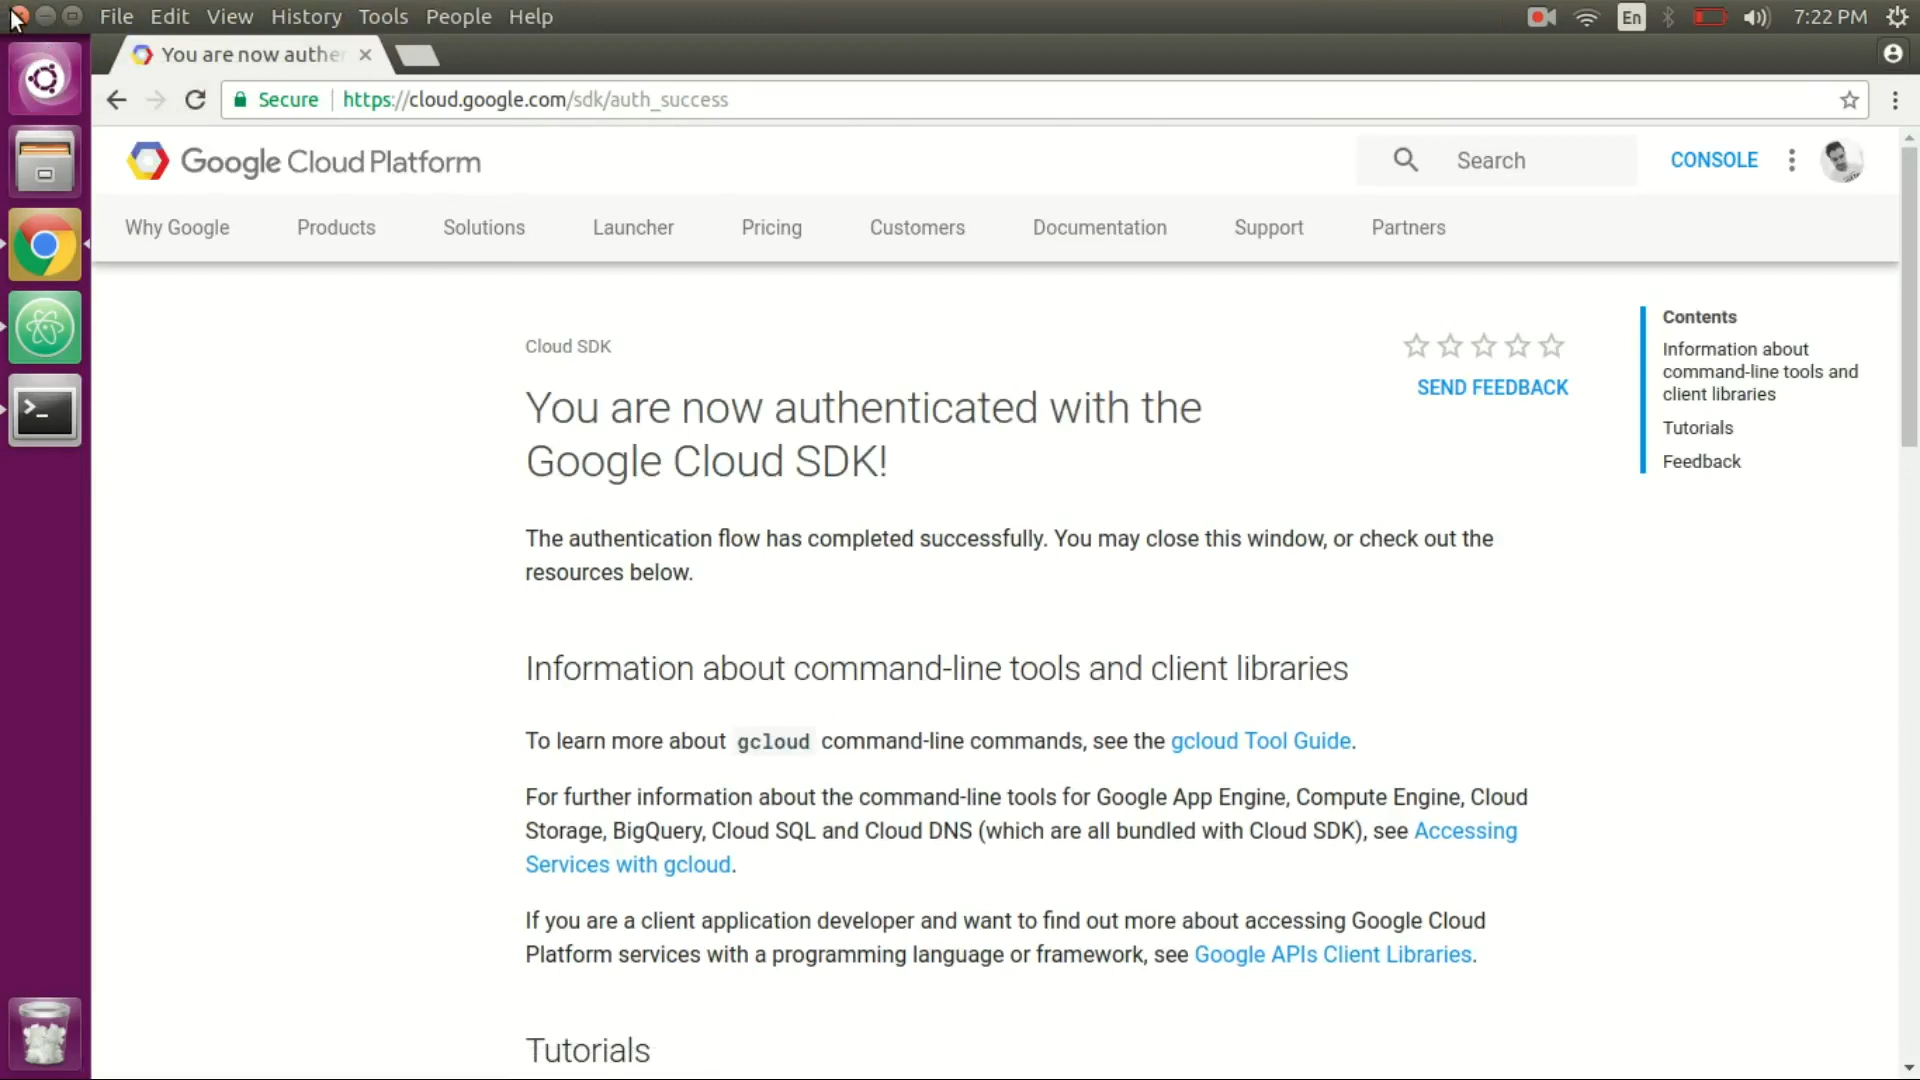 File Edit View History Tools People Help
En
7:22 PM
You are now auther
Secure https://cloud.google.com/sdk/auth_success
Google Cloud Platform
Search
CONSOLE
Why Google Products Solutions Launcher Pricing Customers Documentation Support Partners
Cloud SDK
SEND FEEDBACK
You are now authenticated with the
Google Cloud SDK!
The authentication flow has completed successfully. You may close this window, or check out the
resources below.
Information about command-line tools and client libraries
To learn more about gcloud command-line commands, see the gcloud Tool Guide.
For further information about the command-line tools for Google App Engine, Compute Engine, Cloud
Storage, BigQuery, Cloud SQL and Cloud DNS (which are all bundled with Cloud SDK), see Accessing
Services with gcloud.
If you are a client application developer and want to find out more about accessing Google Cloud
Platform services with a programming language or framework, see Google APIs Client Libraries.
Tutorials
Contents
Information about
command-line tools and
client libraries
Tutorials
Feedback